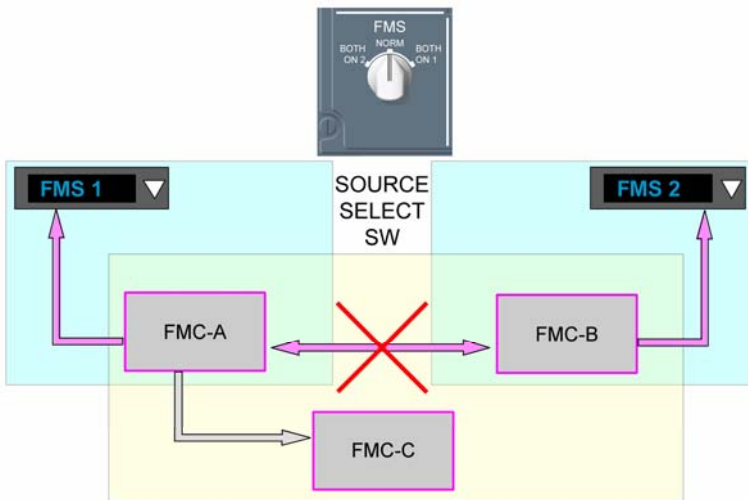 FMS
NORM
BOTH BOTH
ON 2 ON 1
FMS 1
SOURCE
SELECT
SW
FMS 2
FMC-A
FMC-B
FMC-C